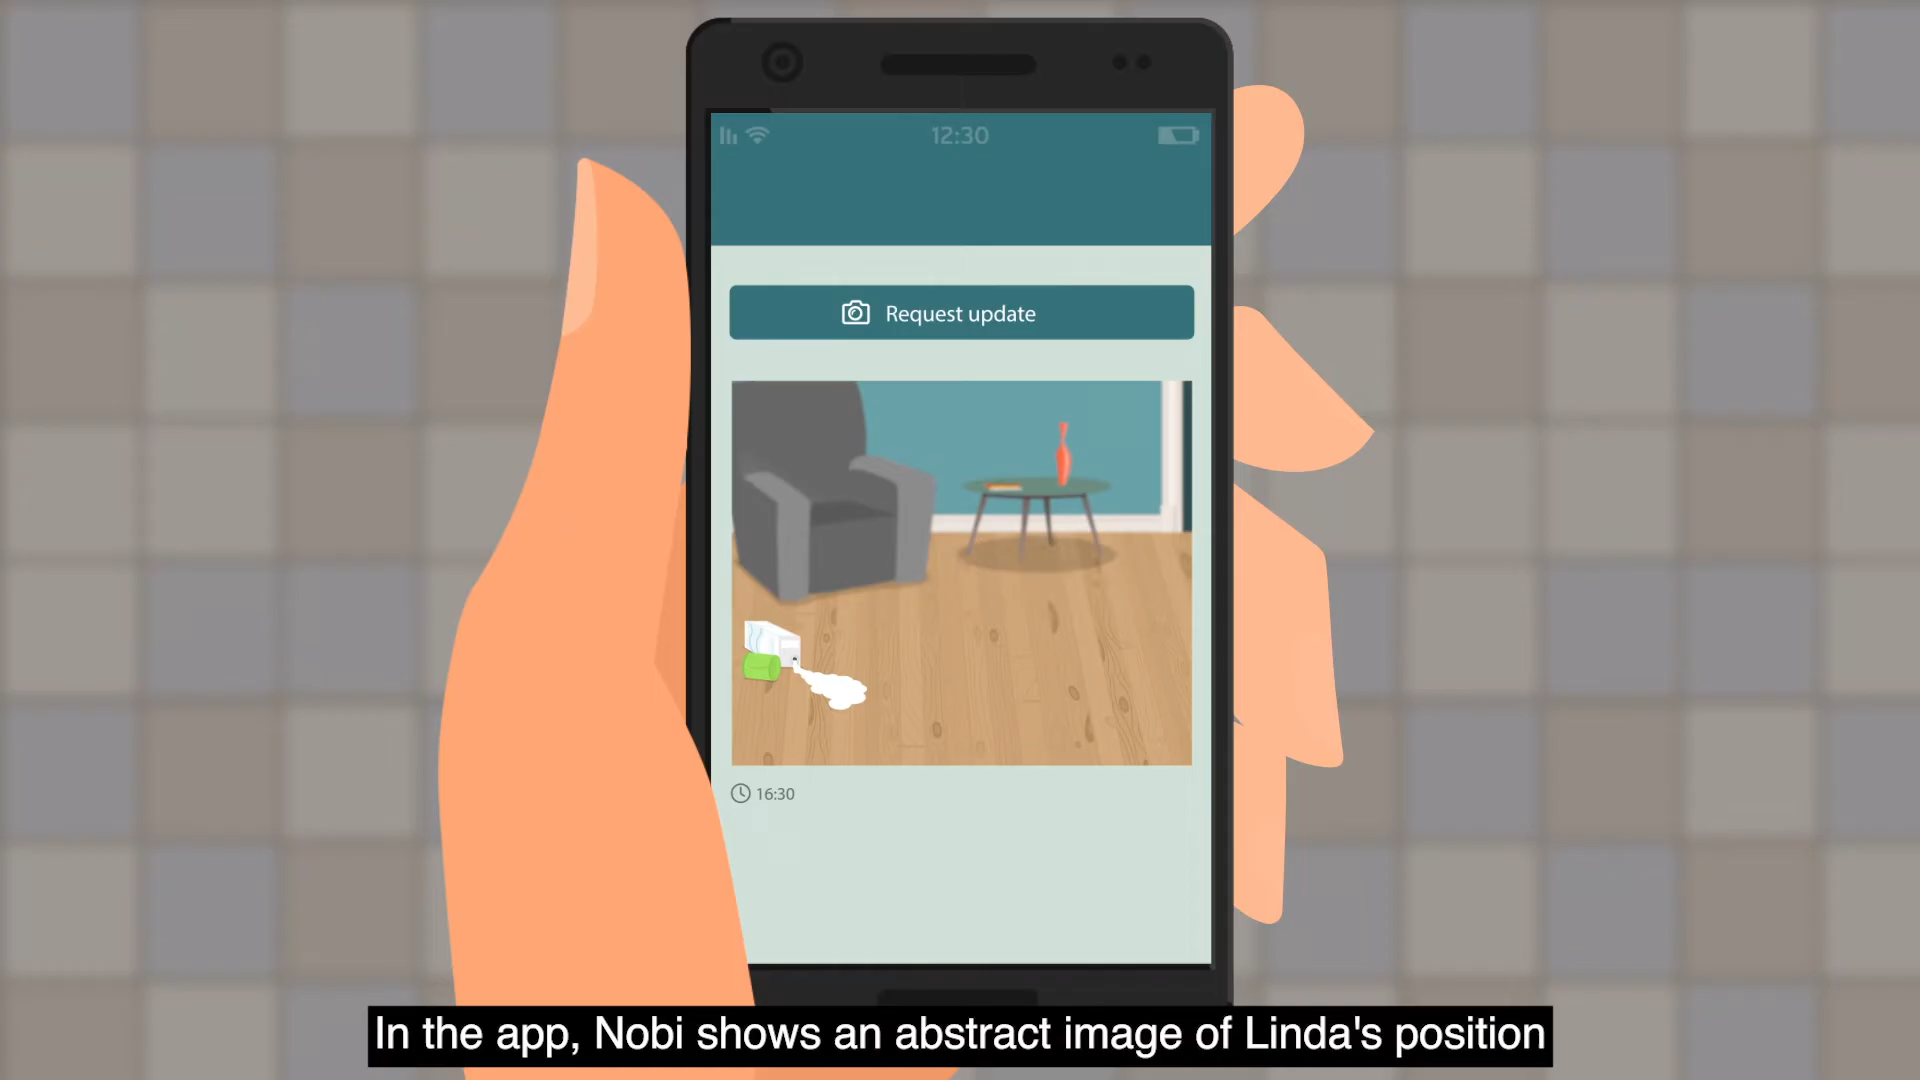 12:30
Request update
16:30
In the app, Nobi shows an abstract image of Linda's position